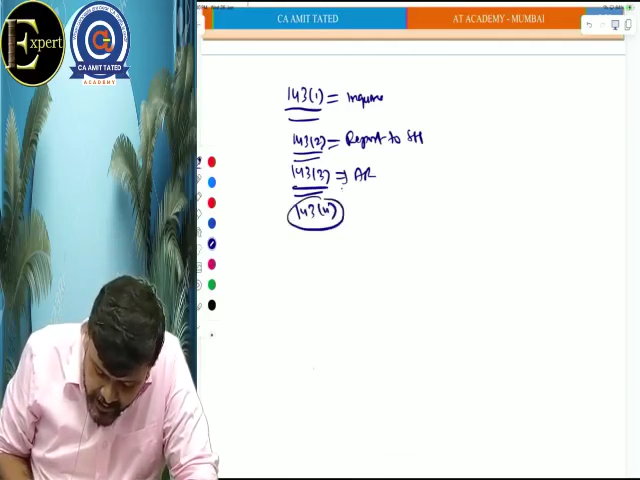 Expert
CA AMIT TATED
ACADEMY
CA AMIT TATED
AT ACADEMY - MUMBAI
143(1) = Inquire
143(2) = Report to SH
143(3) => AR
143(4)